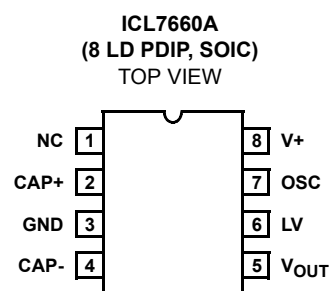 ICL7660A
(8 LD PDIP, SOIC)
TOP VIEW
NC 1 8 V+
CAP+ 2 7 OSC
GND 3 6 LV
CAP- 4 5 VOUT